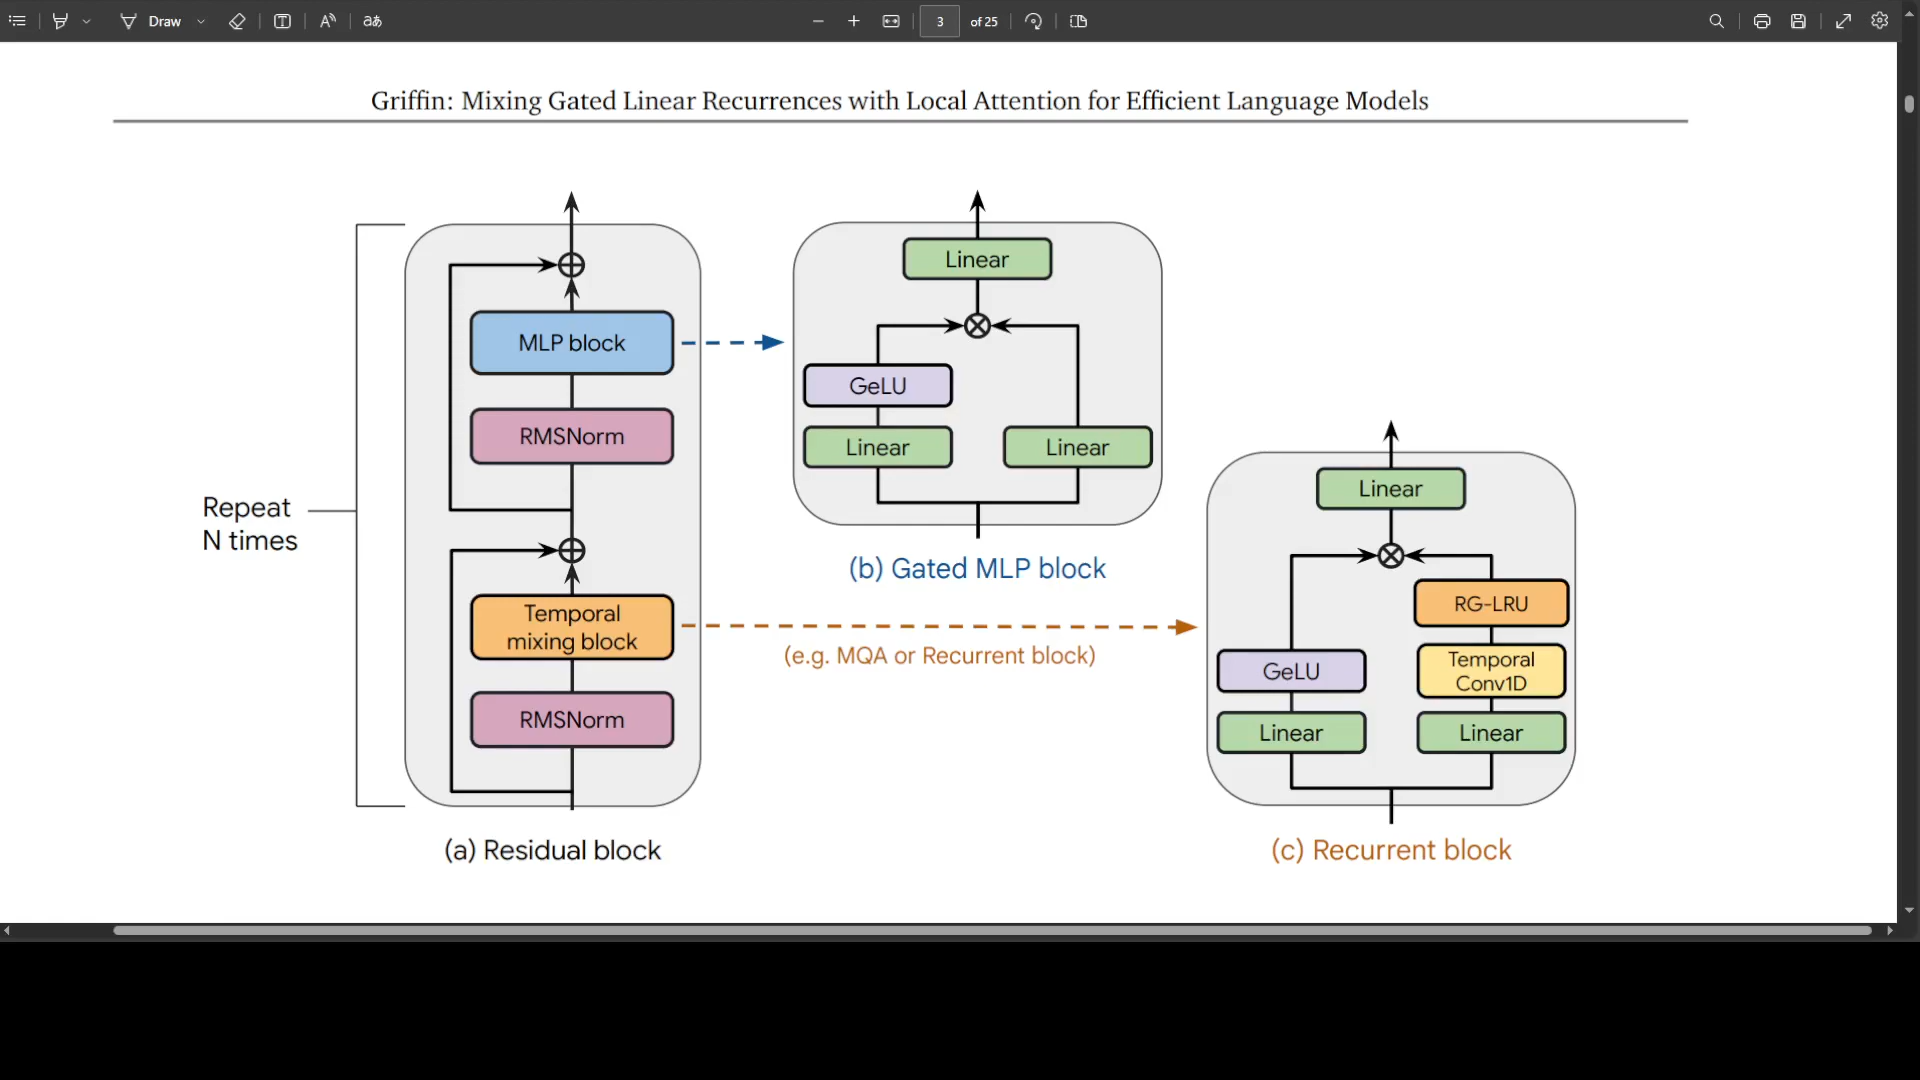 Draw
3
of 25
aあ
Griffin: Mixing Gated Linear Recurrences with Local Attention for Efficient Language Models
Repeat
N times
MLP block
RMSNorm
Temporal
mixing block
RMSNorm
(a) Residual block
Linear
GeLU
Linear
Linear
(b) Gated MLP block
(e.g. MQA or Recurrent block)
Linear
RG-LRU
GeLU
Temporal
Conv1D
Linear
Linear
(c) Recurrent block